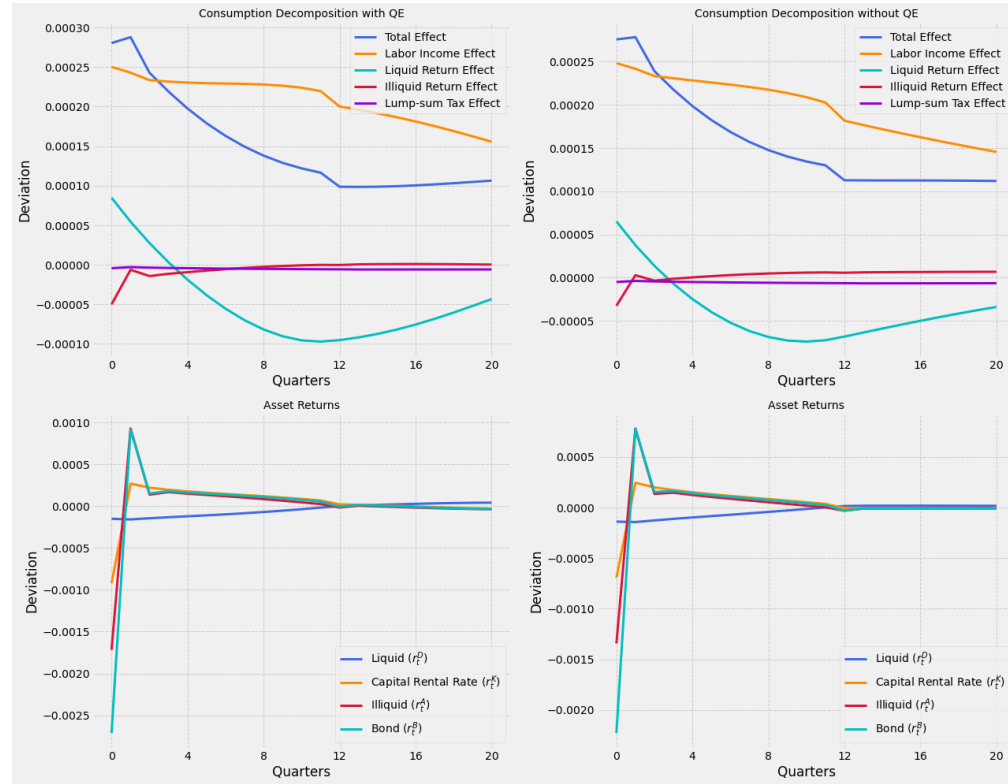 Consumption Decomposition with QE
0.00030
0.00025
0.00020
0.00015
0.00010
0.00005
0.00000
−0.00005
−0.00010
Deviation
Total Effect
Labor Income Effect
Liquid Return Effect
Illiquid Return Effect
Lump-sum Tax Effect
0 4 8 12 16 20
Quarters
Consumption Decomposition without QE
0.00025
0.00020
0.00015
0.00010
0.00005
0.00000
−0.00005
Deviation
Total Effect
Labor Income Effect
Liquid Return Effect
Illiquid Return Effect
Lump-sum Tax Effect
0 4 8 12 16 20
Quarters
Asset Returns
0.0010
0.0005
0.0000
−0.0005
−0.0010
−0.0015
−0.0020
−0.0025
Deviation
Liquid (r_t^D)
Capital Rental Rate (r_t^K)
Illiquid (r_t^A)
Bond (r_t^B)
0 4 8 12 16 20
Quarters
Asset Returns
0.0005
0.0000
−0.0005
−0.0010
−0.0015
−0.0020
Deviation
Liquid (r_t^D)
Capital Rental Rate (r_t^K)
Illiquid (r_t^A)
Bond (r_t^B)
0 4 8 12 16 20
Quarters